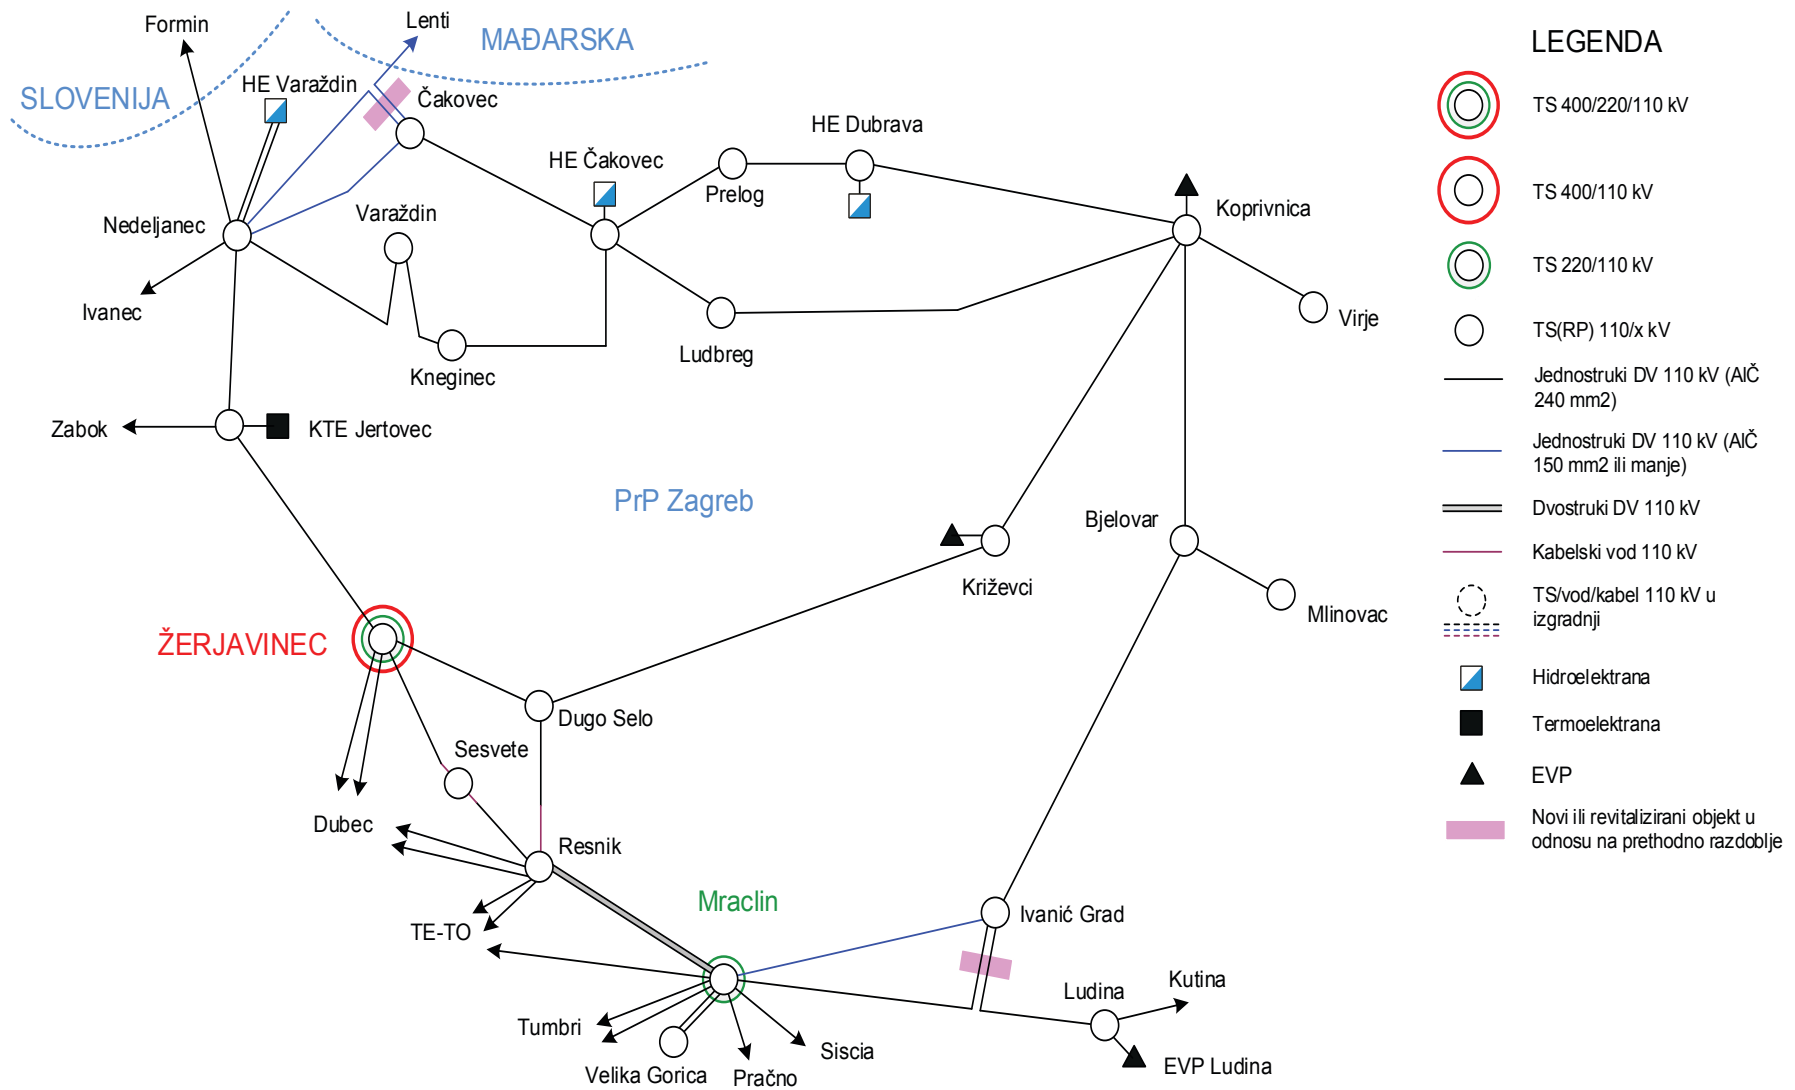 Formin
Lenti
MAĐARSKA
SLOVENIJA
HE Varaždin
Čakovec
HE Dubrava
HE Čakovec
Prelog
Koprivnica
Varaždin
Nedeljanec
Ivanec
Virje
Ludbreg
Kneginec
Zabok
KTE Jertovec
PrP Zagreb
Bjelovar
Križevci
Mlinovac
ŽERJAVINEC
Dugo Selo
Sesvete
Dubec
Resnik
Mraclin
Ivanić Grad
TE-TO
Ludina
Kutina
Tumbri
Siscia
EVP Ludina
Velika Gorica
Pračno
LEGENDA
TS 400/220/110 kV
TS 400/110 kV
TS 220/110 kV
TS(RP) 110/x kV
Jednostruki DV 110 kV (AlČ
240 mm2)
Jednostruki DV 110 kV (AlČ
150 mm2 ili manje)
Dvostruki DV 110 kV
Kabelski vod 110 kV
TS/vod/kabel 110 kV u
izgradnji
Hidroelektrana
Termoelektrana
EVP
Novi ili revitalizirani objekt u
odnosu na prethodno razdoblje